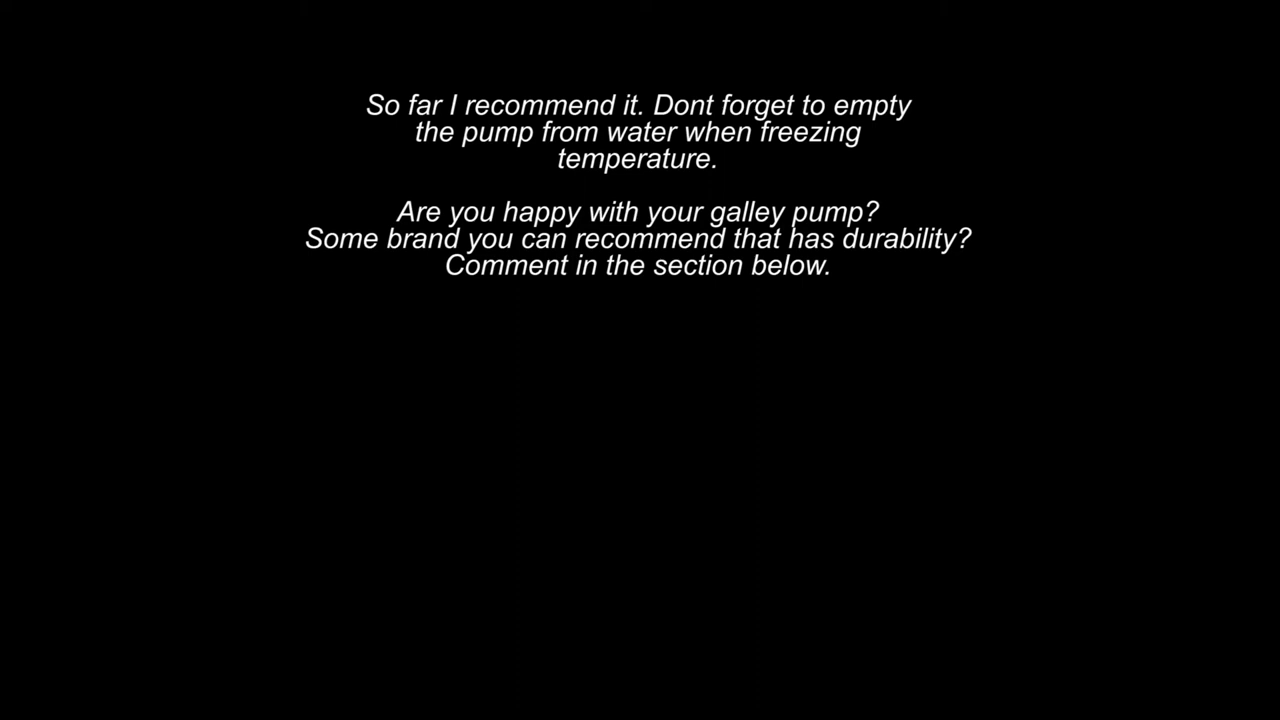 So far I recommend it. Dont forget to empty
the pump from water when freezing
temperature.
Are you happy with your galley pump?
Some brand you can recommend that has durability?
Comment in the section below.